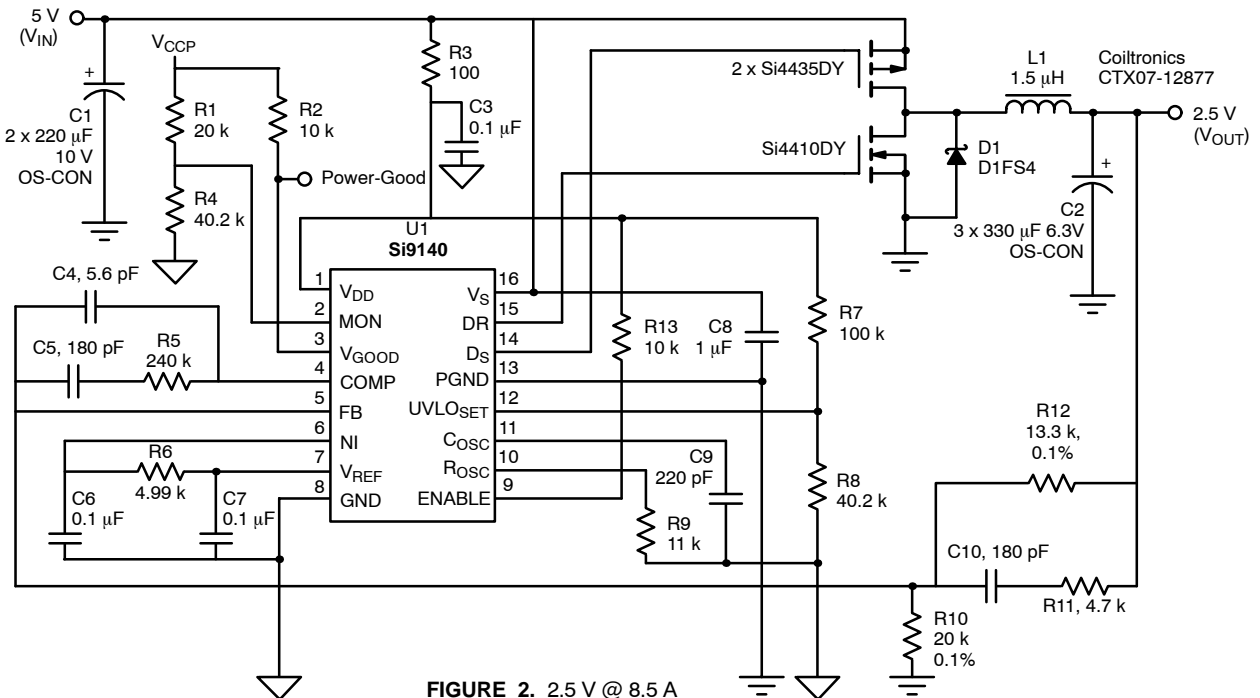 5 V
(VIN)
VCCP
R3
100
2 x Si4435DY
L1
1.5 μH
Coiltronics
CTX07-12877
+
C1
2 x 220 μF
10 V
OS-CON
R1
20 k
R2
10 k
C3
0.1 μF
2.5 V
(VOUT)
Si4410DY
D1
D1FS4
+
Power-Good
R4
40.2 k
C2
3 x 330 μF 6.3V
OS-CON
U1
Si9140
C4, 5.6 pF
1
VDD
VS
16
2
MON
DR
15
3
VGOOD
DS
14
4
COMP
PGND
13
5
FB
UVLOSET
12
6
NI
COSC
11
7
VREF
ROSC
10
8
GND
ENABLE
9
C5, 180 pF
R5
240 k
R13
10 k
C8
1 μF
R7
100 k
R6
4.99 k
C6
0.1 μF
C7
0.1 μF
C9
220 pF
R8
40.2 k
R9
11 k
R12
13.3 k,
0.1%
C10, 180 pF
R11, 4.7 k
R10
20 k
0.1%
FIGURE 2. 2.5 V @ 8.5 A